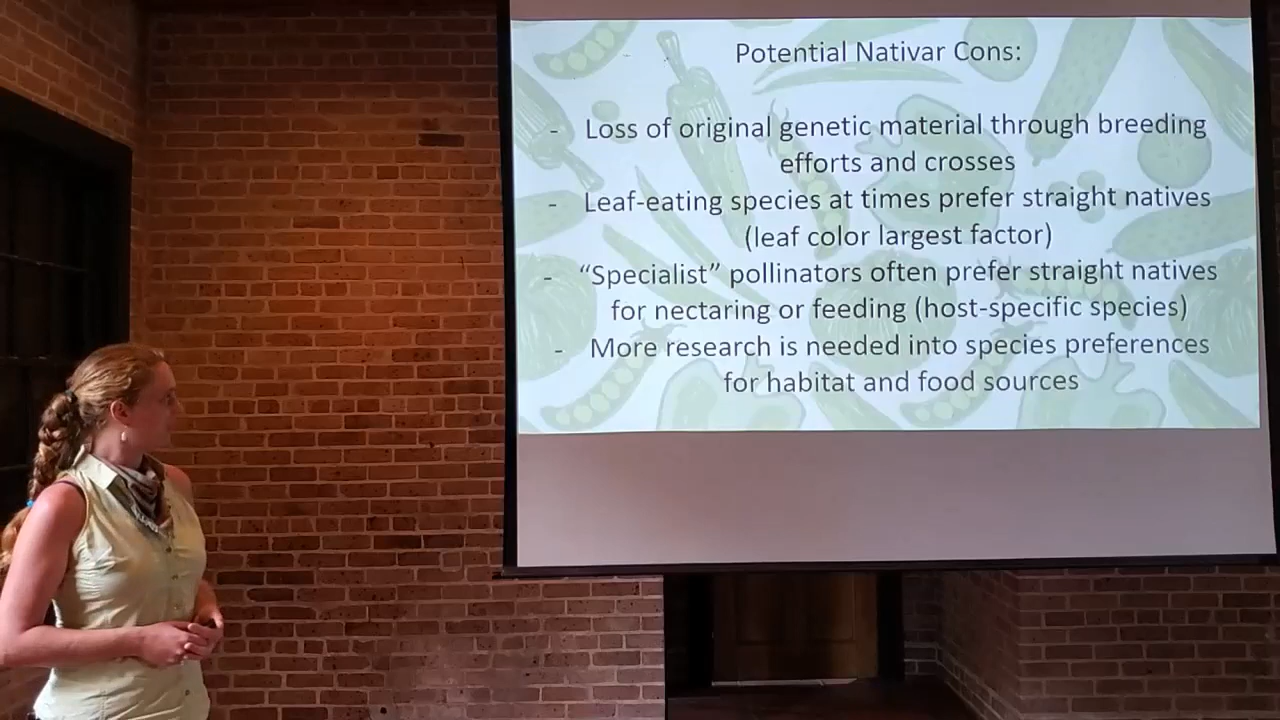 Potential Nativar Cons:
- Loss of original genetic material through breeding
efforts and crosses
- Leaf-eating species at times prefer straight natives
(leaf color largest factor)
- “Specialist” pollinators often prefer straight natives
for nectaring or feeding (host-specific species)
- More research is needed into species preferences
for habitat and food sources